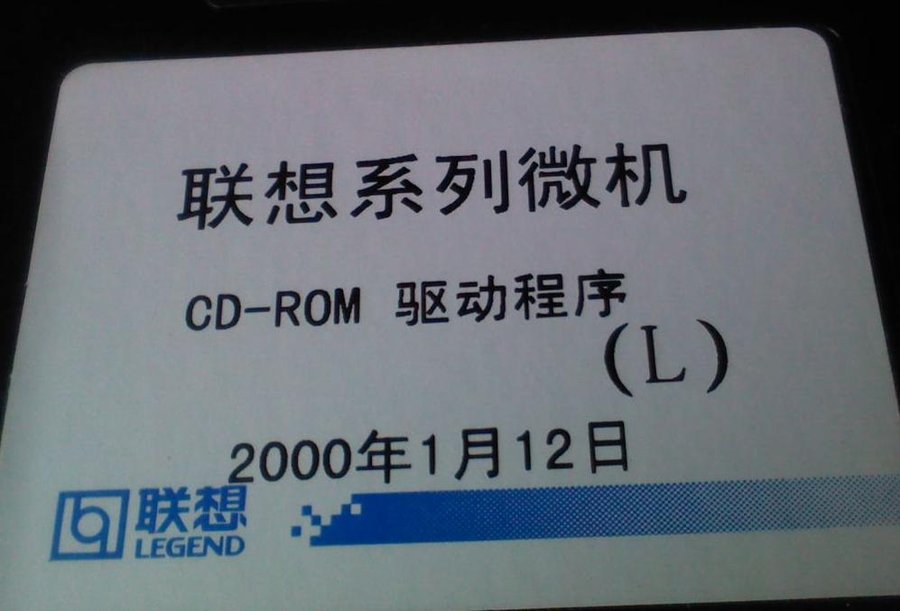 联想系列微机
CD-ROM 驱动程序
(L)
2000年1月12日
联想
LEGEND